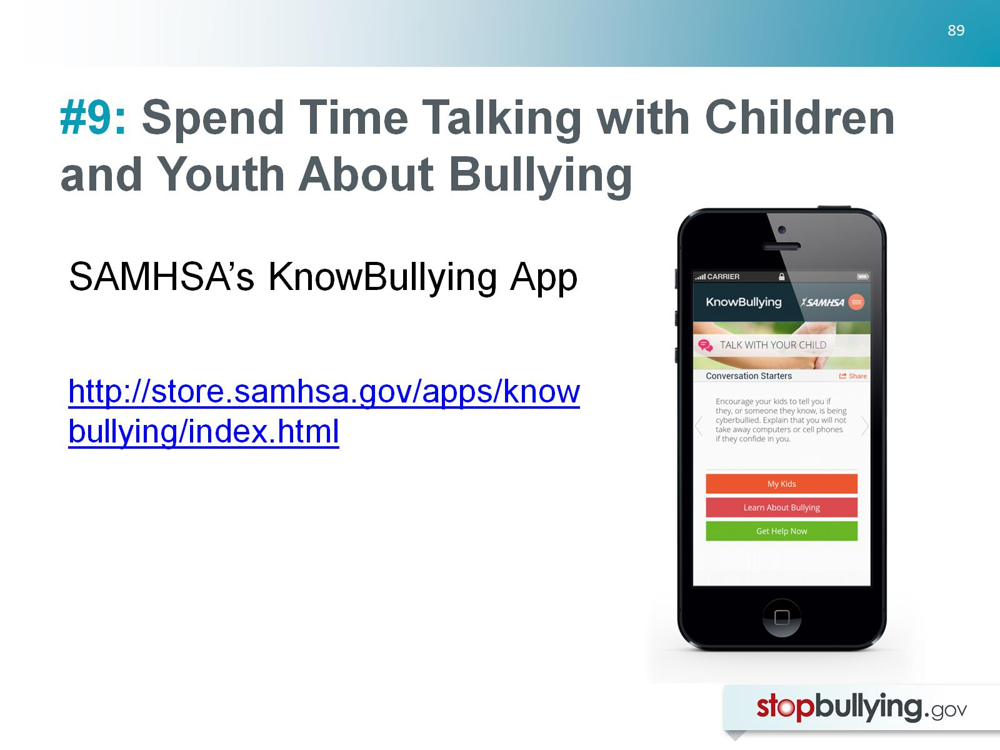 89
#9: Spend Time Talking with Children
and Youth About Bullying
SAMHSA’s KnowBullying App
http://store.samhsa.gov/apps/know
bullying/index.html
CARRIER
KnowBullying SAMHSA
TALK WITH YOUR CHILD
Conversation Starters Share
Encourage your kids to tell you if
they, or someone they know, is being
cyberbullied. Explain that you will not
take away computers or cell phones
if they confide in you.
My Kids
Learn About Bullying
Get Help Now
stopbullying.gov